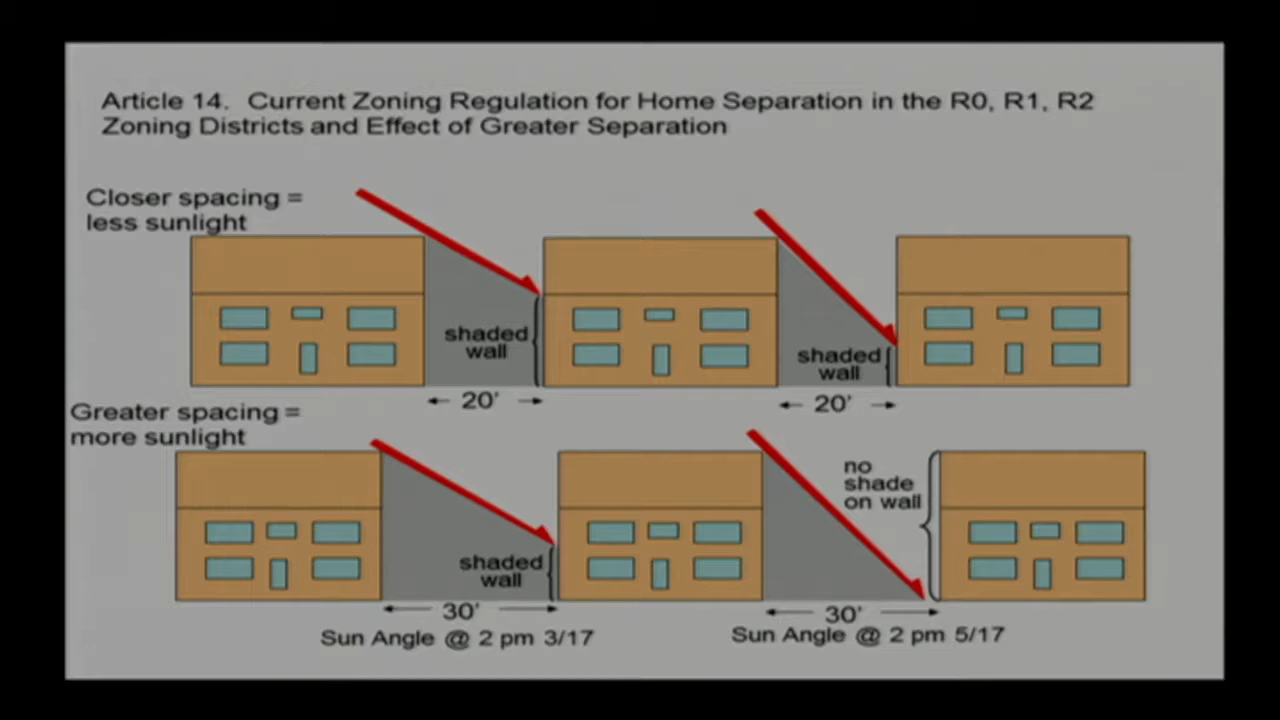 Article 14. Current Zoning Regulation for Home Separation in the R0, R1, R2
Zoning Districts and Effect of Greater Separation
Closer spacing =
less sunlight
shaded
wall
shaded
wall
20'
20'
Greater spacing =
more sunlight
no
shade
on wall
shaded
wall
30'
30'
Sun Angle @ 2 pm 3/17
Sun Angle @ 2 pm 5/17